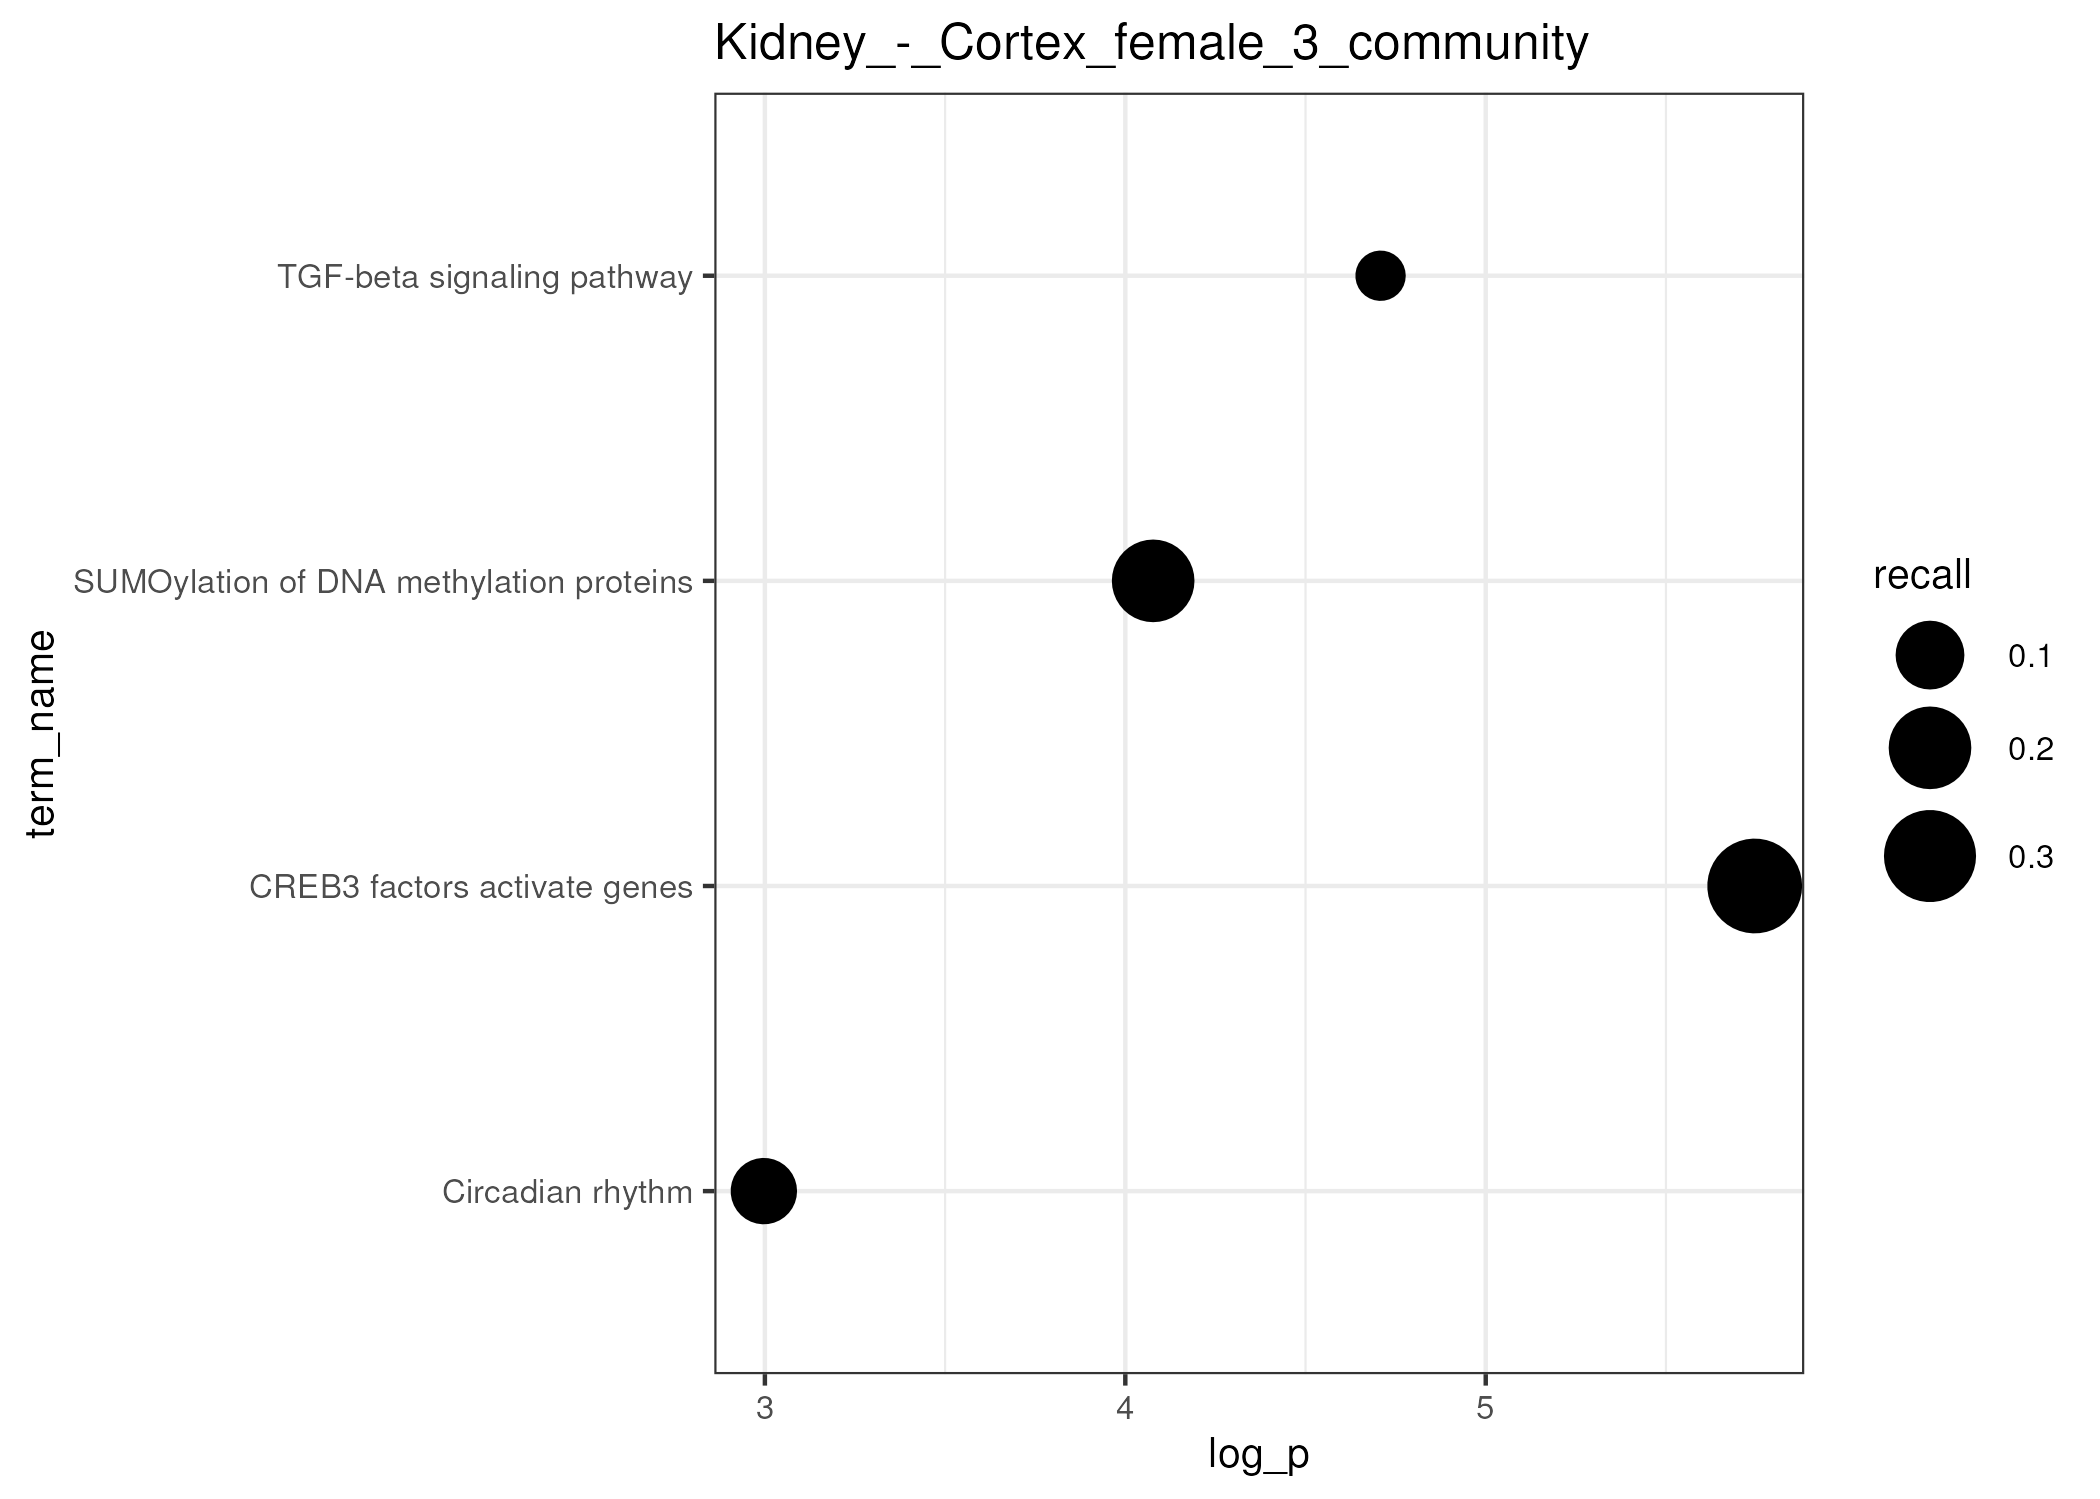 Kidney_-_Cortex_female_3_community
term_name
TGF-beta signaling pathway
SUMOylation of DNA methylation proteins
CREB3 factors activate genes
Circadian rhythm
3 4 5
log_p
recall
0.1
0.2
0.3